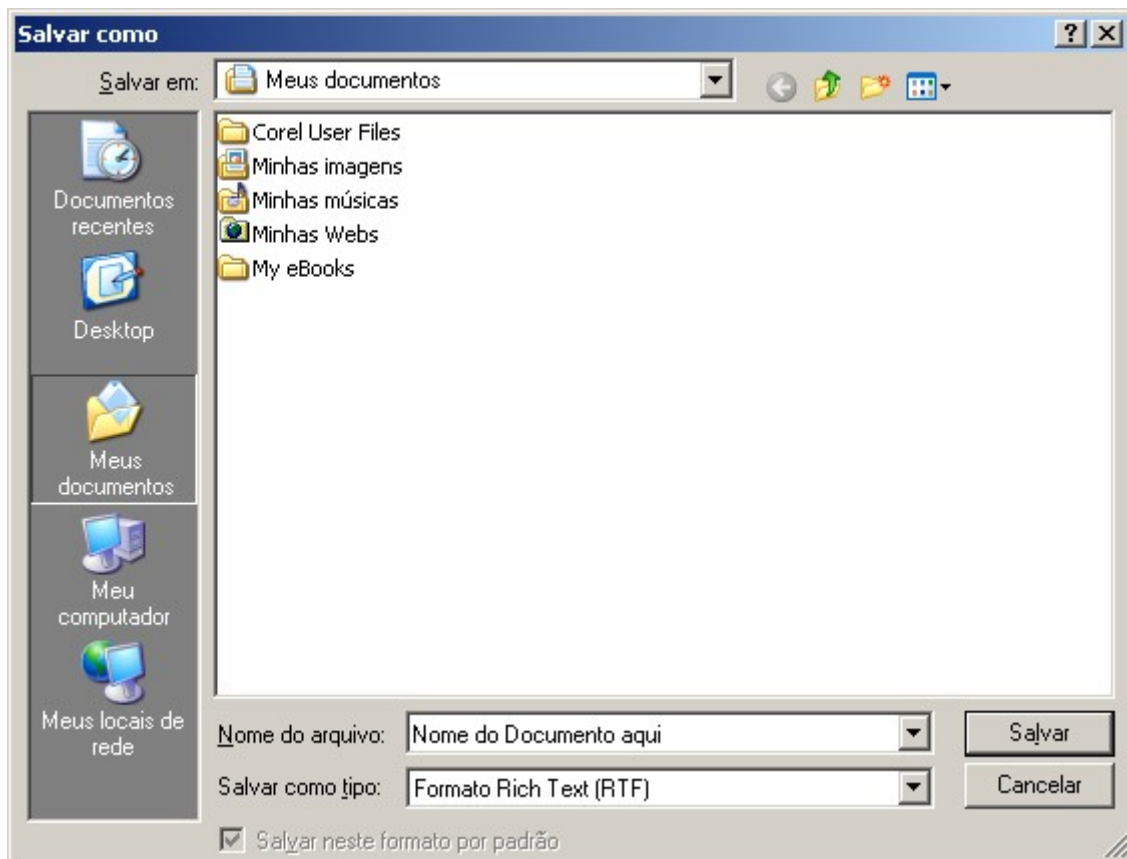 Salvar como
Salvar em:
Meus documentos
Documentos
recentes
Desktop
Meus
documentos
Meu
computador
Meus locais de
rede
Corel User Files
Minhas imagens
Minhas músicas
Minhas Webs
My eBooks
Nome do arquivo:
Nome do Documento aqui
Salvar
Salvar como tipo:
Formato Rich Text (RTF)
Cancelar
Salvar neste formato por padrão